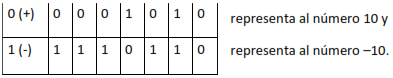 0 (+) 0 0 0 1 0 1 0 representa al número 10 y
1 (-) 1 1 1 0 1 1 0 representa al número –10.